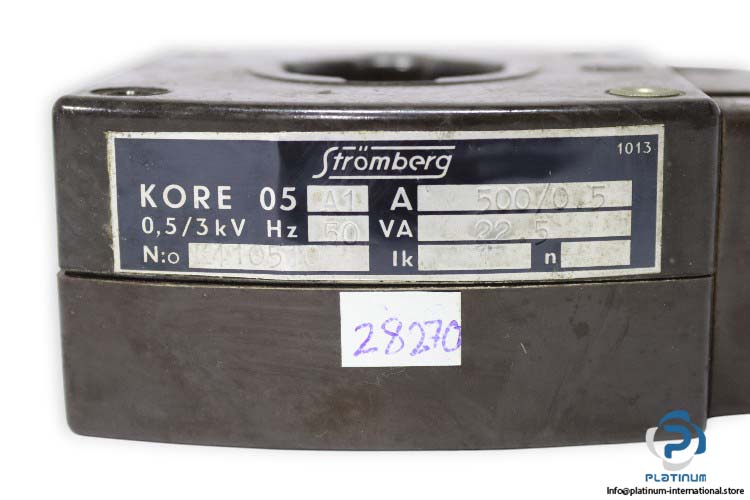 Strömberg
1013
KORE 05 A1 A 500/0.5
0,5/3kV Hz 50 VA 22.5
N:o Ik n
28270
PLATINUM
Info@platinum-international.store